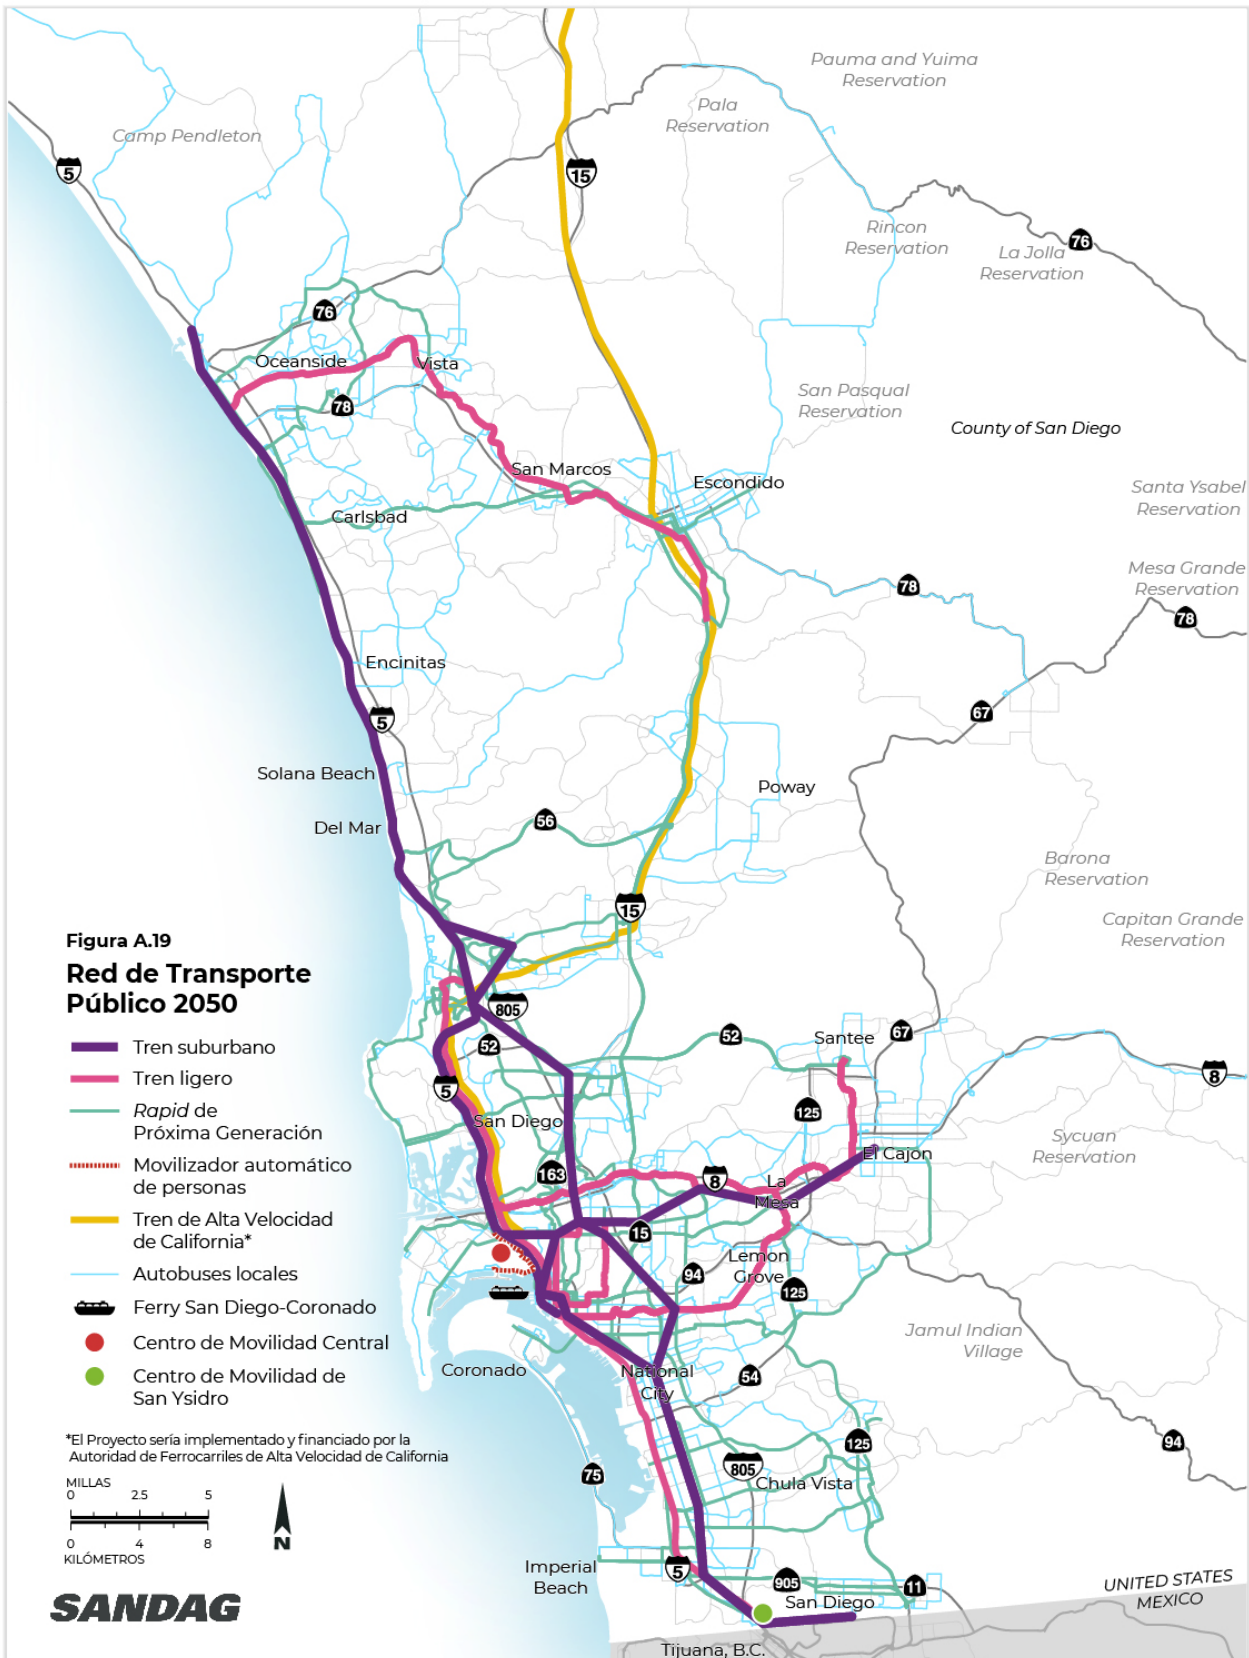 Pauma and Yuima
Reservation
Pala
Reservation
Camp Pendleton
5
15
Rincon
Reservation
76
La Jolla
Reservation
76
Oceanside
Vista
San Pasqual
Reservation
78
County of San Diego
San Marcos
Escondido
Santa Ysabel
Reservation
Carlsbad
Mesa Grande
Reservation
78
78
Encinitas
67
5
Solana Beach
Poway
Del Mar
56
Barona
Reservation
15
Capitan Grande
Reservation
Figura A.19
Red de Transporte
Público 2050
Tren suburbano
Tren ligero
Rapid de
Próxima Generación
Movilizador automático
de personas
Tren de Alta Velocidad
de California*
Autobuses locales
Ferry San Diego-Coronado
Centro de Movilidad Central
Centro de Movilidad de
San Ysidro
*El Proyecto sería implementado y financiado por la
Autoridad de Ferrocarriles de Alta Velocidad de California
MILLAS
0 2.5 5
0 4 8
KILÓMETROS
N
SANDAG
805
52
52
Santee
67
8
5
125
San Diego
Sycuan
Reservation
El Cajon
163
8
La
Mesa
15
Lemon
Grove
94
125
Jamul Indian
Village
Coronado
National
City
54
94
125
805
75
Chula Vista
Imperial
Beach
5
905
11
San Diego
UNITED STATES
MEXICO
Tijuana, B.C.